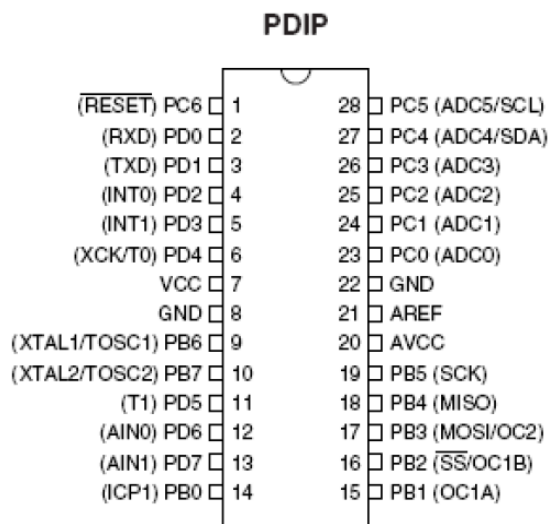 PDIP
(RESET) PC6 1 28 PC5 (ADC5/SCL)
(RXD) PD0 2 27 PC4 (ADC4/SDA)
(TXD) PD1 3 26 PC3 (ADC3)
(INT0) PD2 4 25 PC2 (ADC2)
(INT1) PD3 5 24 PC1 (ADC1)
(XCK/T0) PD4 6 23 PC0 (ADC0)
VCC 7 22 GND
GND 8 21 AREF
(XTAL1/TOSC1) PB6 9 20 AVCC
(XTAL2/TOSC2) PB7 10 19 PB5 (SCK)
(T1) PD5 11 18 PB4 (MISO)
(AIN0) PD6 12 17 PB3 (MOSI/OC2)
(AIN1) PD7 13 16 PB2 (SS/OC1B)
(ICP1) PB0 14 15 PB1 (OC1A)